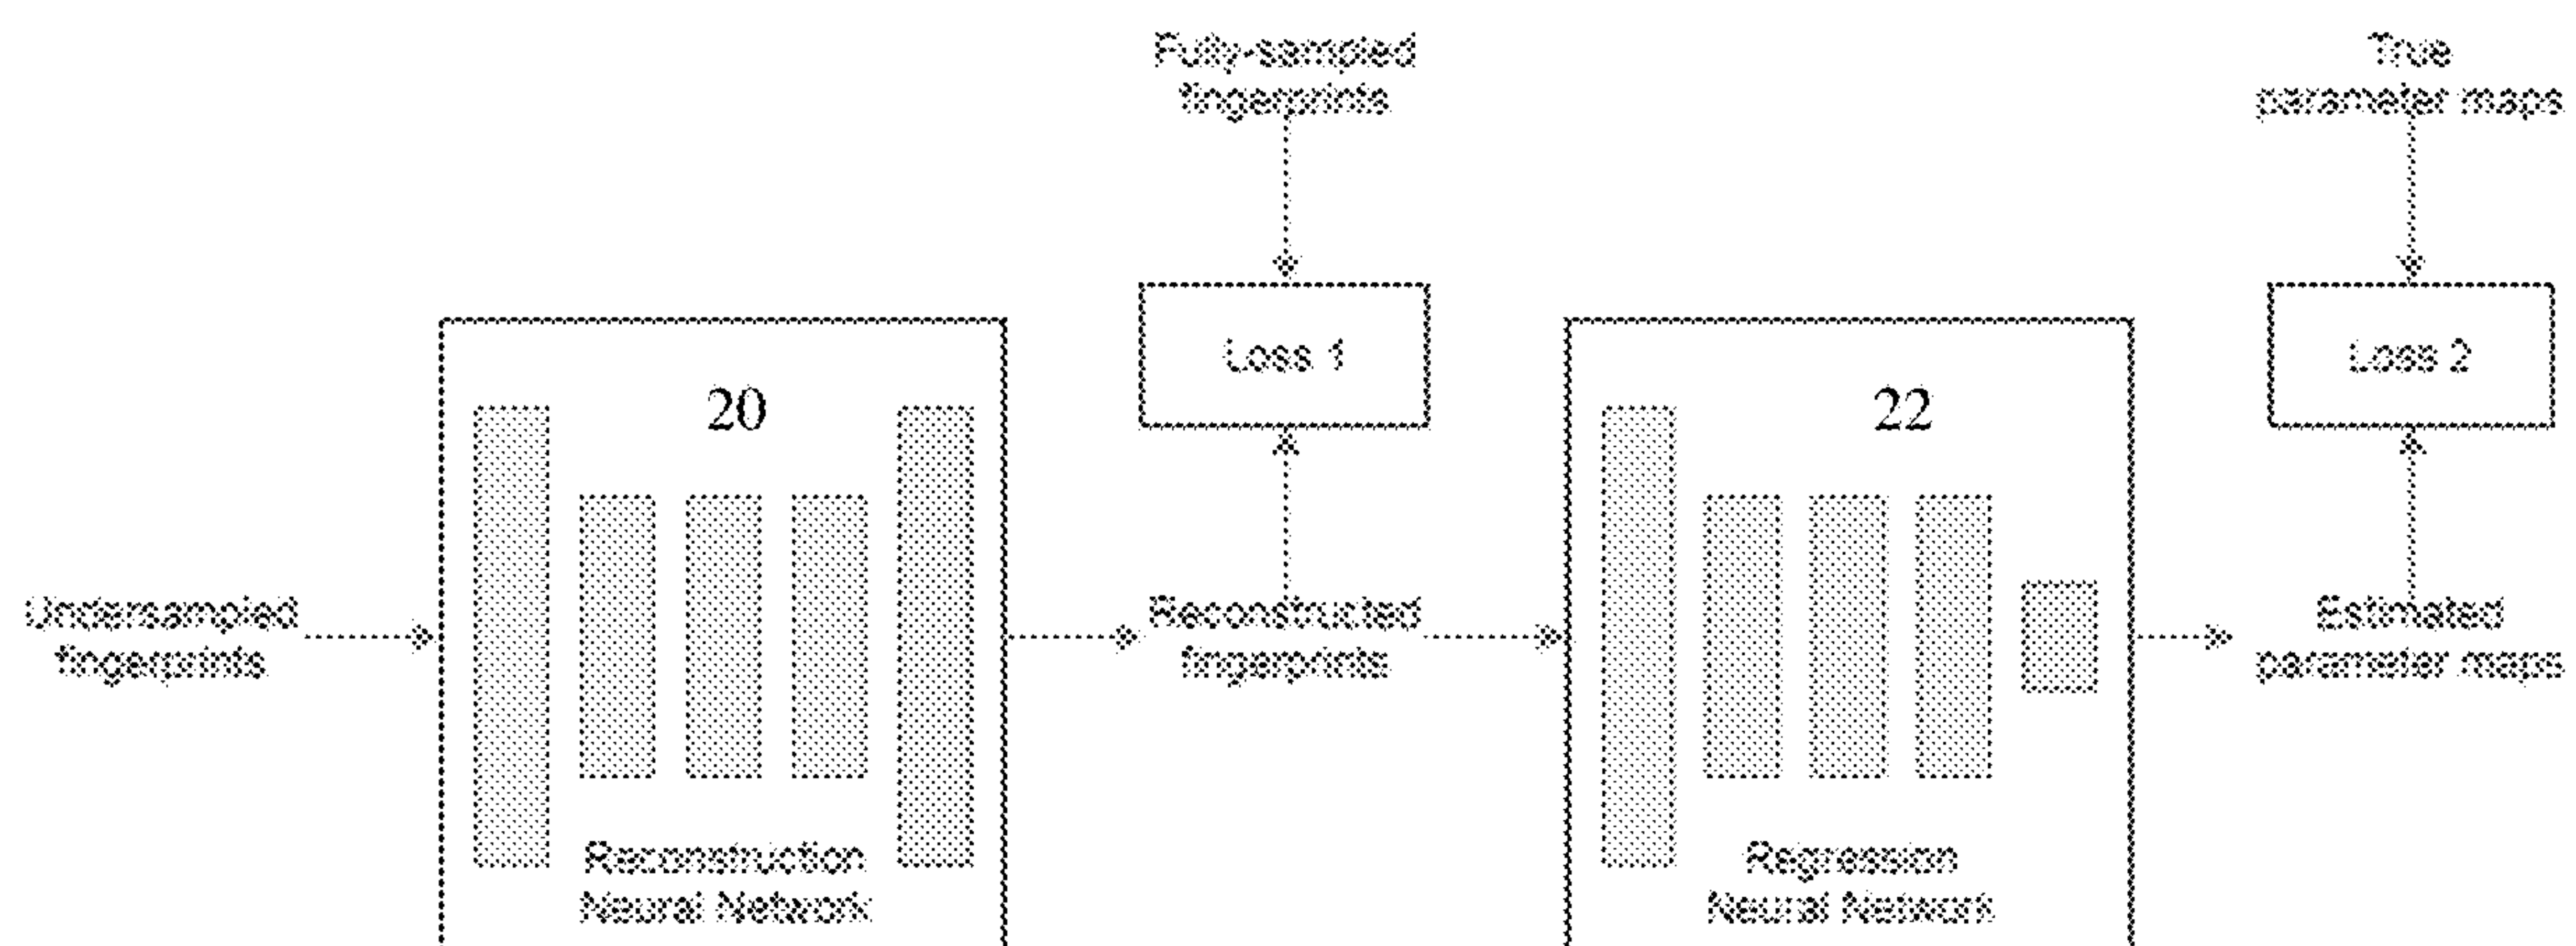 Fully-sampled
fingerprints
True
parameter maps
Loss 1
Loss 2
20
22
Undersampled
fingerprints
Reconstructed
fingerprints
Estimated
parameter maps
Reconstruction
Neural Network
Regression
Neural Network